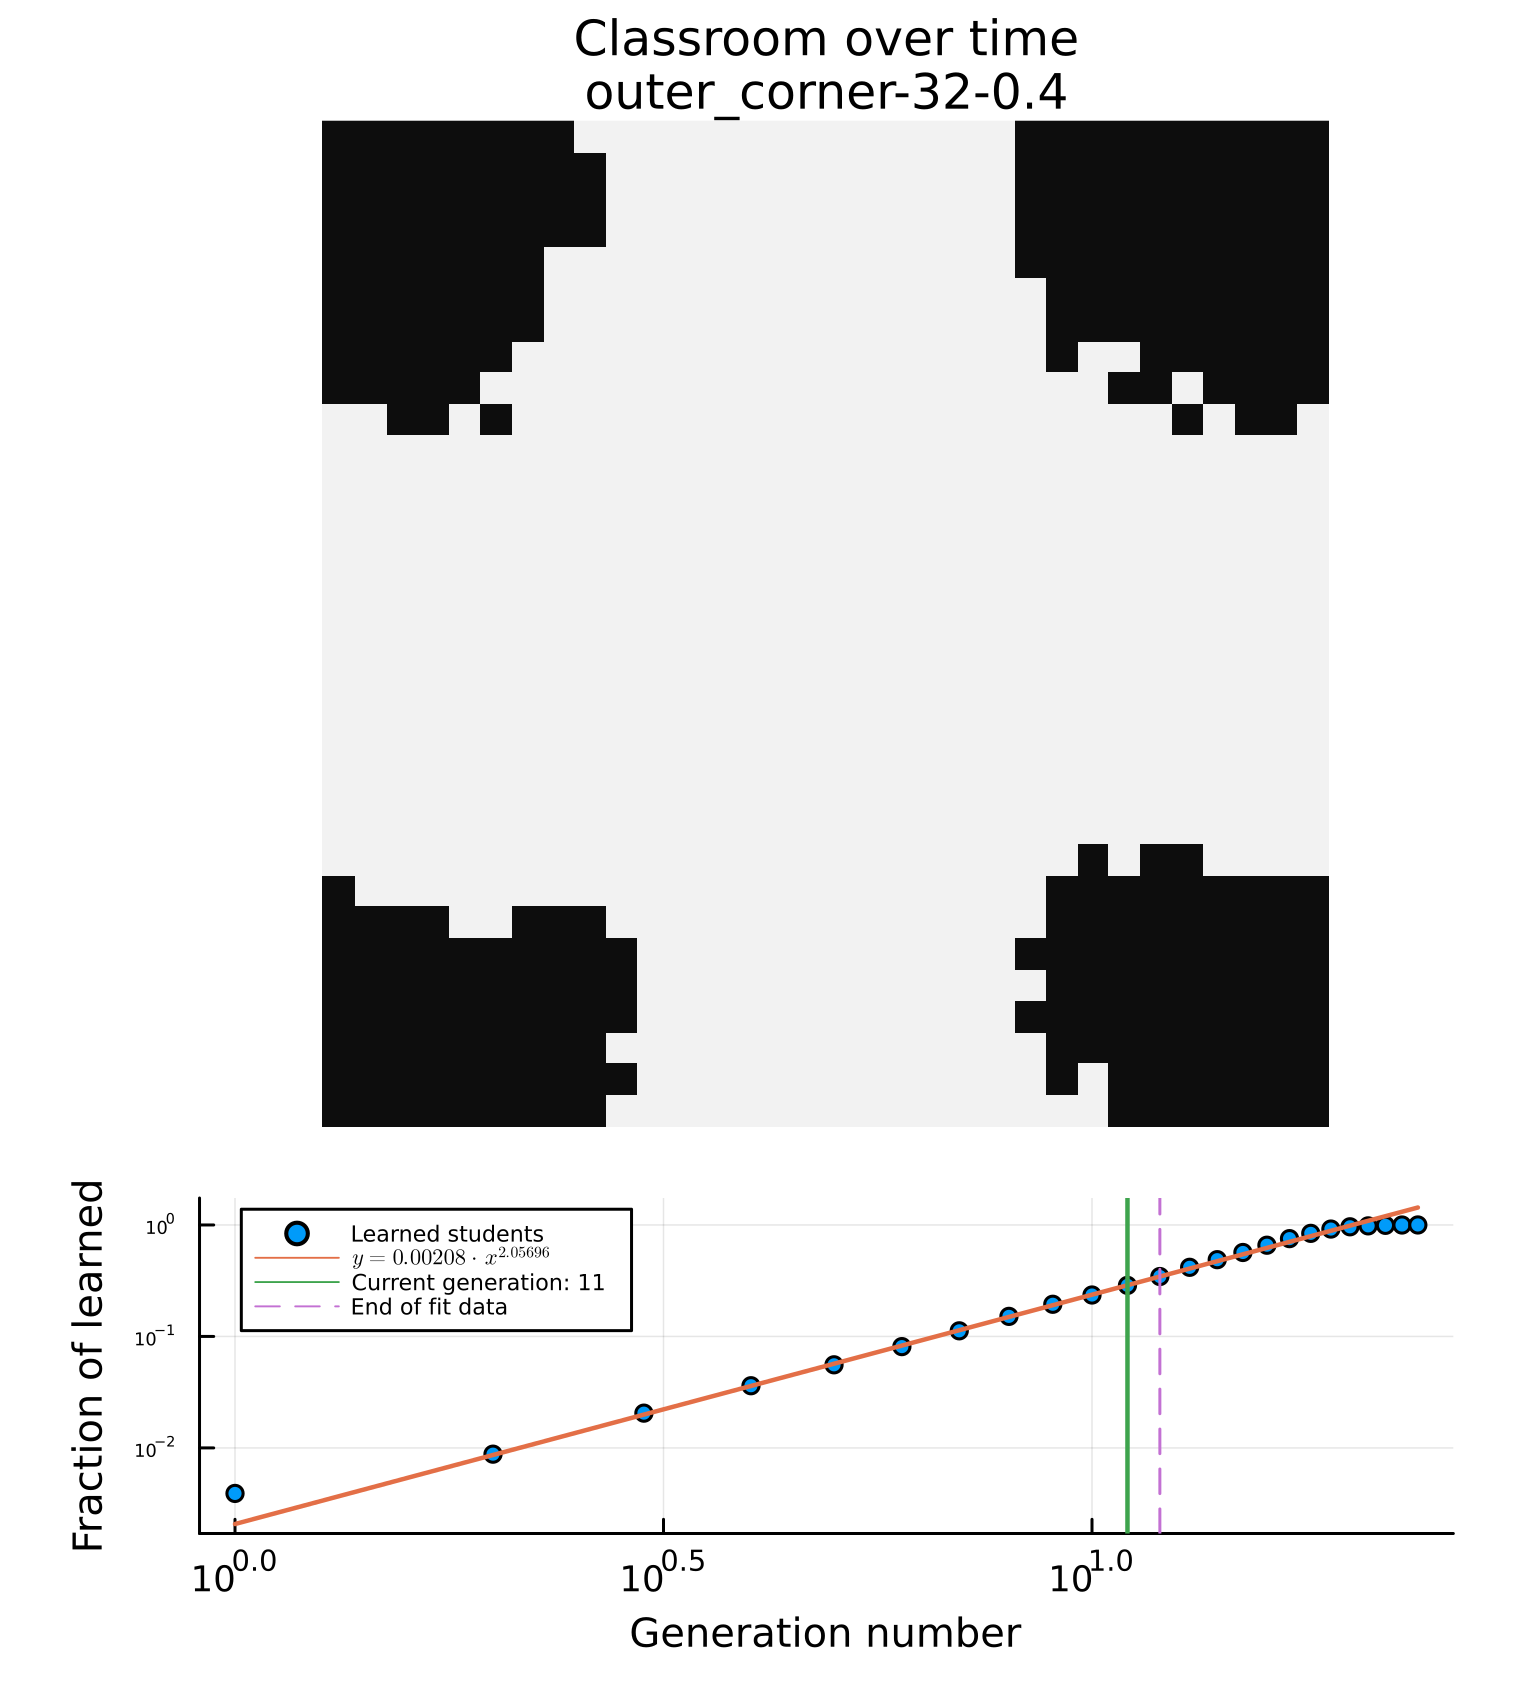 Classroom over time
outer_corner-32-0.4
Fraction of learned
10^0
10^−1
10^−2
Learned students
y = 0.00208 · x^2.05696
Current generation: 11
End of fit data
10^0.0
10^0.5
10^1.0
Generation number